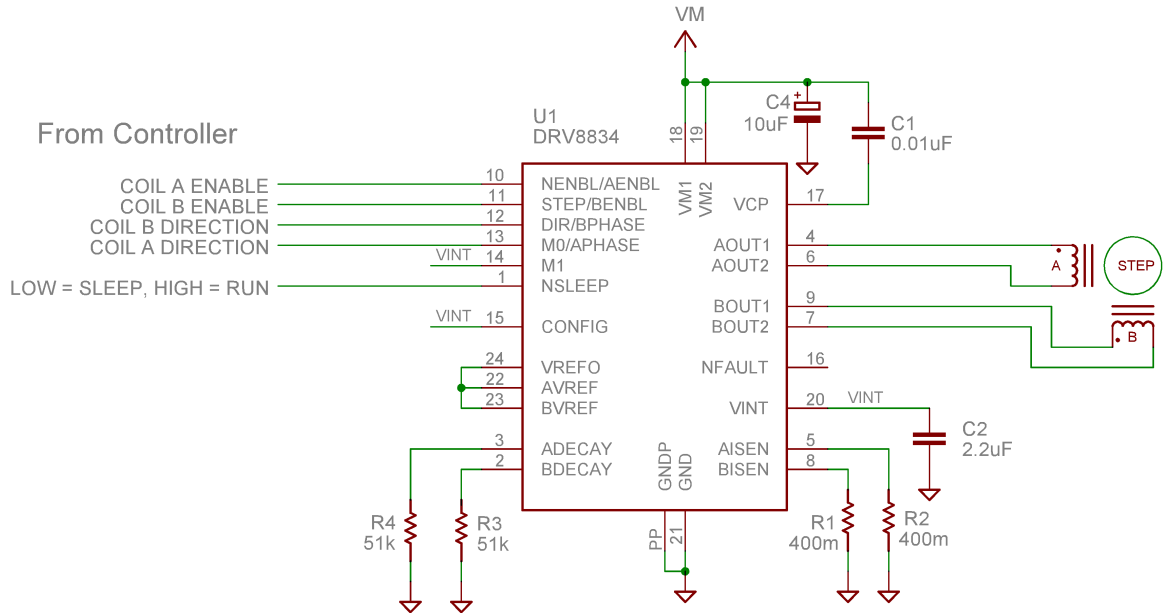 VM
C4
10uF
C1
0.01uF
U1
DRV8834
18
19
From Controller
COIL A ENABLE
COIL B ENABLE
COIL B DIRECTION
COIL A DIRECTION
VINT
LOW = SLEEP, HIGH = RUN
VINT
10
11
12
13
14
1
15
24
22
23
3
2
NENBL/AENBL
STEP/BENBL
DIR/BPHASE
M0/APHASE
M1
NSLEEP
CONFIG
VREFO
AVREF
BVREF
ADECAY
BDECAY
VM1
VM2
VCP
AOUT1
AOUT2
BOUT1
BOUT2
NFAULT
VINT
AISEN
BISEN
GNDP
GND
17
4
6
9
7
16
20
5
8
VINT
A
STEP
B
C2
2.2uF
R4
51k
R3
51k
PP
21
R1
400m
R2
400m